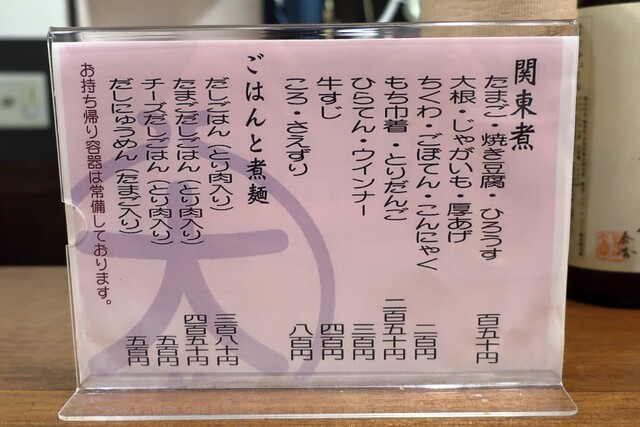 関東煮
たまご・焼き豆腐・ひろうす 百五十円
大根・じゃがいも・厚あげ
ちくわ・ごぼてん・こんにゃく 二百円
もち巾着・とりだんご 二百五十円
ひらてん・ウインナー 三百円
牛すじ 四百円
ころ・さえずり 八百円
ごはんと煮麺
だしごはん（とり肉入り） 三百八十円
たまごだしごはん（とり肉入り） 四百五十円
チーズだしごはん（とり肉入り） 五百円
だしにゅうめん（たまご入り） 五百円
お持ち帰り容器は常備しております。
大